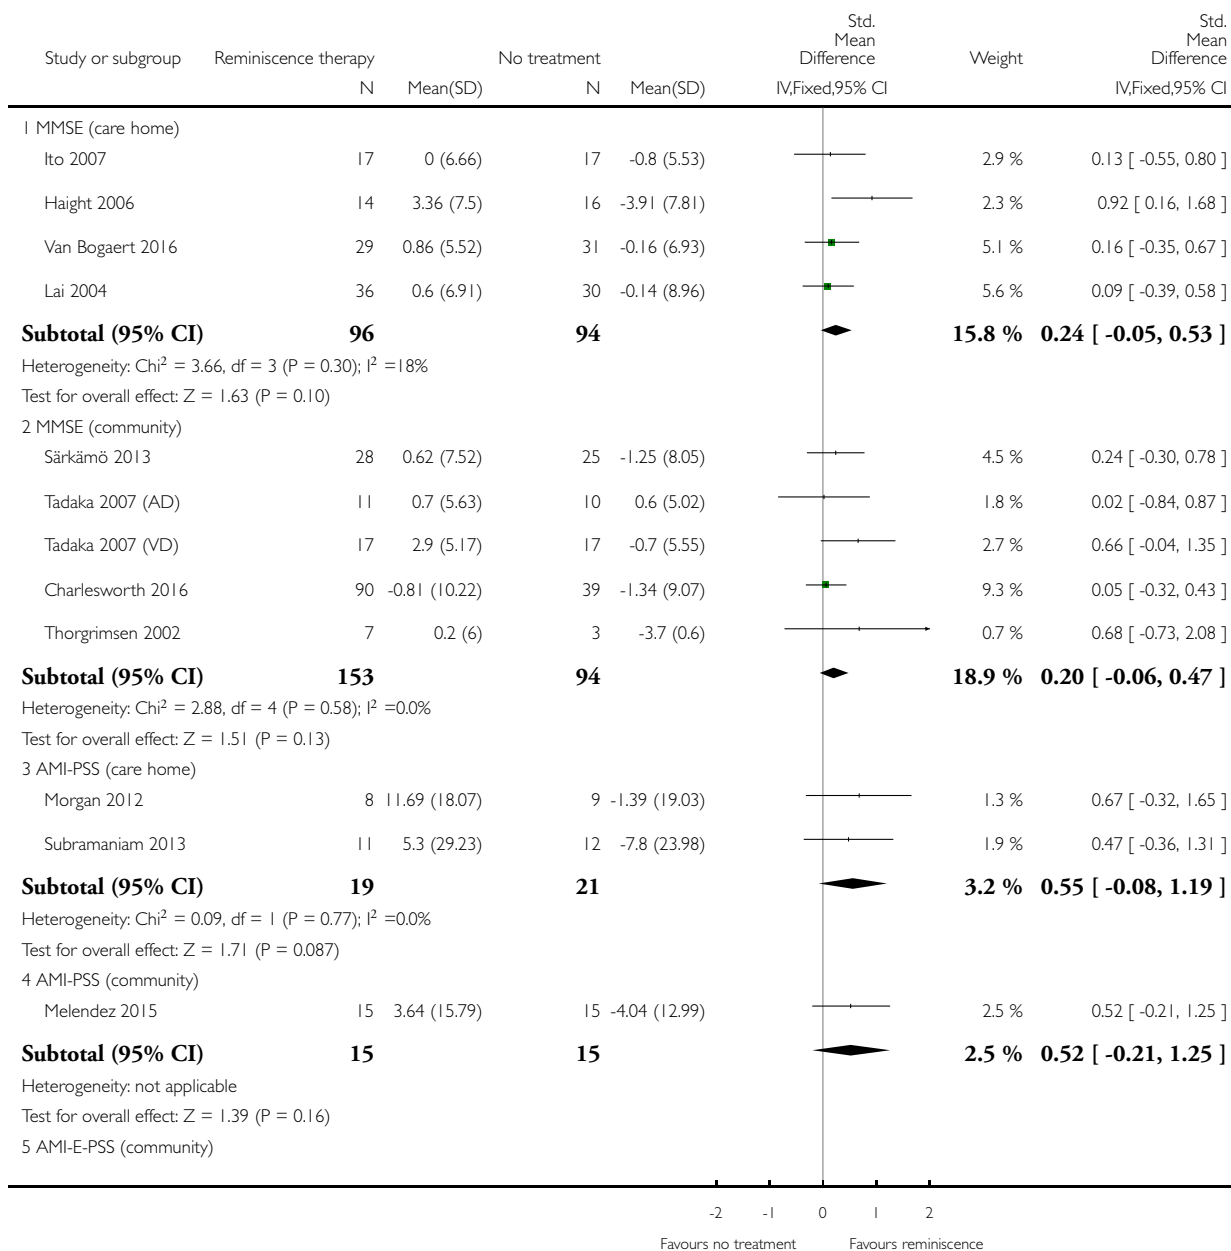 Study or subgroup Reminiscence therapy No treatment Std. Mean Difference Weight Std. Mean Difference
N Mean(SD) N Mean(SD) IV,Fixed,95% CI IV,Fixed,95% CI
1 MMSE (care home)
Ito 2007 17 0 (6.66) 17 -0.8 (5.53) 2.9 % 0.13 [ -0.55, 0.80 ]
Haight 2006 14 3.36 (7.5) 16 -3.91 (7.81) 2.3 % 0.92 [ 0.16, 1.68 ]
Van Bogaert 2016 29 0.86 (5.52) 31 -0.16 (6.93) 5.1 % 0.16 [ -0.35, 0.67 ]
Lai 2004 36 0.6 (6.91) 30 -0.14 (8.96) 5.6 % 0.09 [ -0.39, 0.58 ]
Subtotal (95% CI) 96 94 15.8 % 0.24 [ -0.05, 0.53 ]
Heterogeneity: Chi² = 3.66, df = 3 (P = 0.30); I² =18%
Test for overall effect: Z = 1.63 (P = 0.10)
2 MMSE (community)
Särkämö 2013 28 0.62 (7.52) 25 -1.25 (8.05) 4.5 % 0.24 [ -0.30, 0.78 ]
Tadaka 2007 (AD) 11 0.7 (5.63) 10 0.6 (5.02) 1.8 % 0.02 [ -0.84, 0.87 ]
Tadaka 2007 (VD) 17 2.9 (5.17) 17 -0.7 (5.55) 2.7 % 0.66 [ -0.04, 1.35 ]
Charlesworth 2016 90 -0.81 (10.22) 39 -1.34 (9.07) 9.3 % 0.05 [ -0.32, 0.43 ]
Thorgrimsen 2002 7 0.2 (6) 3 -3.7 (0.6) 0.7 % 0.68 [ -0.73, 2.08 ]
Subtotal (95% CI) 153 94 18.9 % 0.20 [ -0.06, 0.47 ]
Heterogeneity: Chi² = 2.88, df = 4 (P = 0.58); I² =0.0%
Test for overall effect: Z = 1.51 (P = 0.13)
3 AMI-PSS (care home)
Morgan 2012 8 11.69 (18.07) 9 -1.39 (19.03) 1.3 % 0.67 [ -0.32, 1.65 ]
Subramaniam 2013 11 5.3 (29.23) 12 -7.8 (23.98) 1.9 % 0.47 [ -0.36, 1.31 ]
Subtotal (95% CI) 19 21 3.2 % 0.55 [ -0.08, 1.19 ]
Heterogeneity: Chi² = 0.09, df = 1 (P = 0.77); I² =0.0%
Test for overall effect: Z = 1.71 (P = 0.087)
4 AMI-PSS (community)
Melendez 2015 15 3.64 (15.79) 15 -4.04 (12.99) 2.5 % 0.52 [ -0.21, 1.25 ]
Subtotal (95% CI) 15 15 2.5 % 0.52 [ -0.21, 1.25 ]
Heterogeneity: not applicable
Test for overall effect: Z = 1.39 (P = 0.16)
5 AMI-E-PSS (community)
-2 -1 0 1 2
Favours no treatment Favours reminiscence